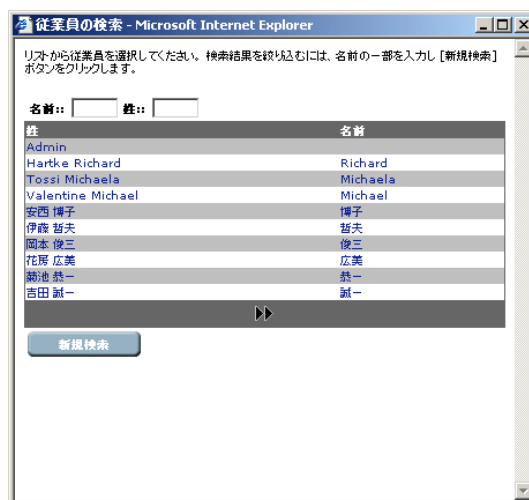 従業員の検索 - Microsoft Internet Explorer
リストから従業員を選択してください。検索結果を絞り込むには、名前の一部を入力し [新規検索]
ボタンをクリックします。
名前:: 姓::
姓 名前
Admin
Hartke Richard Richard
Tossi Michaela Michaela
Valentine Michael Michael
安西 博子 博子
伊藤 哲夫 哲夫
岡本 俊三 俊三
花房 広美 広美
菊池 恭一 恭一
吉田 誠一 誠一
新規検索